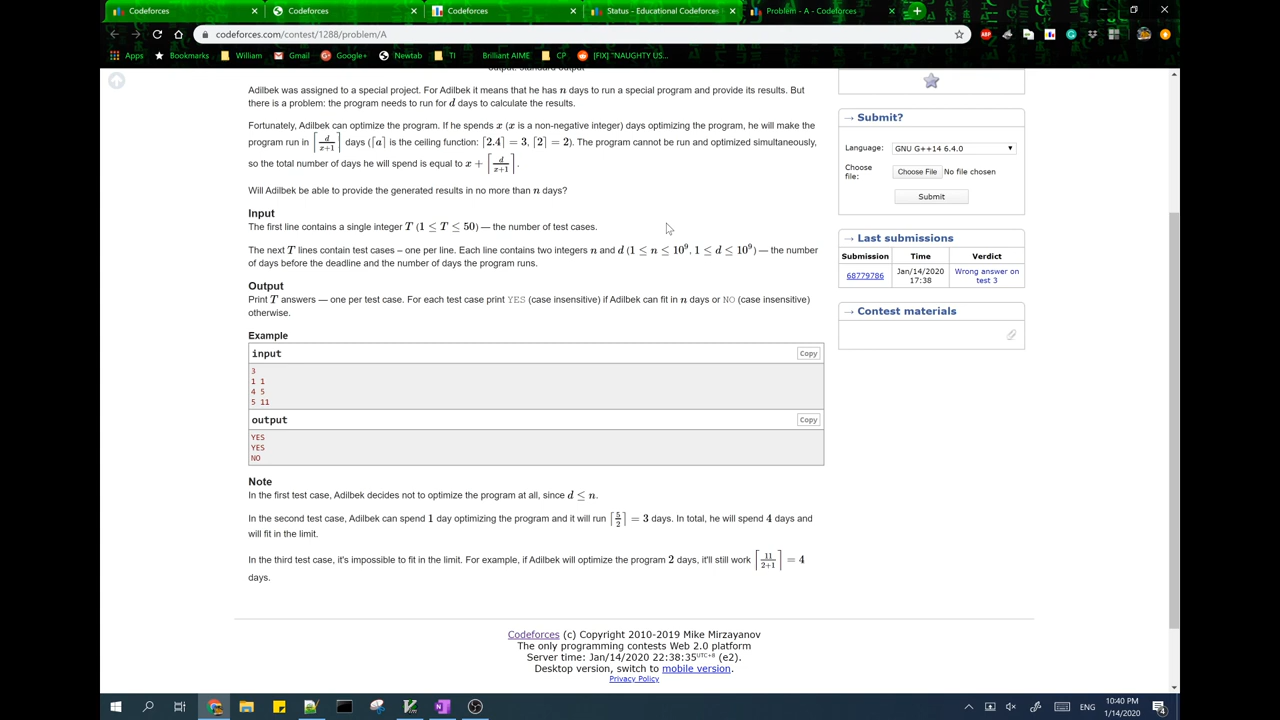 Codeforces
Codeforces
Codeforces
Status - Educational Codeforces
Problem - A - Codeforces
codeforces.com/contest/1288/problem/A
ABP
Apps
Bookmarks
William
Gmail
Google+
Newtab
TI
Brilliant AIME
CP
[FIX] "NAUGHTY US...
output: standard output
Adilbek was assigned to a special project. For Adilbek it means that he has n days to run a special program and provide its results. But
there is a problem: the program needs to run for d days to calculate the results.
Fortunately, Adilbek can optimize the program. If he spends x (x is a non-negative integer) days optimizing the program, he will make the
program run in ⌈d/(x+1)⌉ days (⌈a⌉ is the ceiling function: ⌈2.4⌉ = 3, ⌈2⌉ = 2). The program cannot be run and optimized simultaneously,
so the total number of days he will spend is equal to x + ⌈d/(x+1)⌉.
Will Adilbek be able to provide the generated results in no more than n days?
Input
The first line contains a single integer T (1 ≤ T ≤ 50) — the number of test cases.
The next T lines contain test cases – one per line. Each line contains two integers n and d (1 ≤ n ≤ 10⁹, 1 ≤ d ≤ 10⁹) — the number
of days before the deadline and the number of days the program runs.
Output
Print T answers — one per test case. For each test case print YES (case insensitive) if Adilbek can fit in n days or NO (case insensitive)
otherwise.
Example
input
Copy
3
1 1
4 5
5 11
output
Copy
YES
YES
NO
Note
In the first test case, Adilbek decides not to optimize the program at all, since d ≤ n.
In the second test case, Adilbek can spend 1 day optimizing the program and it will run ⌈5/2⌉ = 3 days. In total, he will spend 4 days and
will fit in the limit.
In the third test case, it's impossible to fit in the limit. For example, if Adilbek will optimize the program 2 days, it'll still work ⌈11/(2+1)⌉ = 4
days.
→ Submit?
Language: GNU G++14 6.4.0
Choose
file:
Choose File No file chosen
Submit
→ Last submissions
Submission Time Verdict
68779786 Jan/14/2020
17:38 Wrong answer on
test 3
→ Contest materials
Codeforces (c) Copyright 2010-2019 Mike Mirzayanov
The only programming contests Web 2.0 platform
Server time: Jan/14/2020 22:38:35 UTC+8 (e2).
Desktop version, switch to mobile version.
Privacy Policy
ENG
10:40 PM
1/14/2020
4